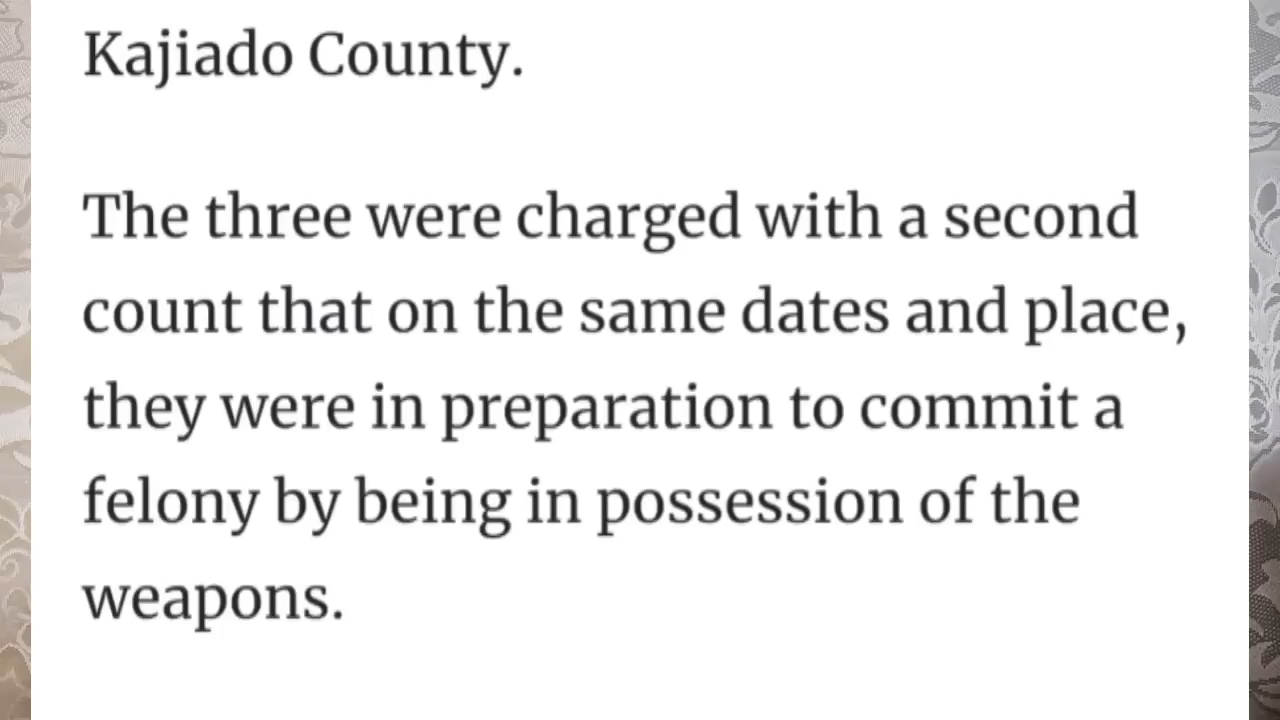 Kajiado County.
The three were charged with a second
count that on the same dates and place,
they were in preparation to commit a
felony by being in possession of the
weapons.